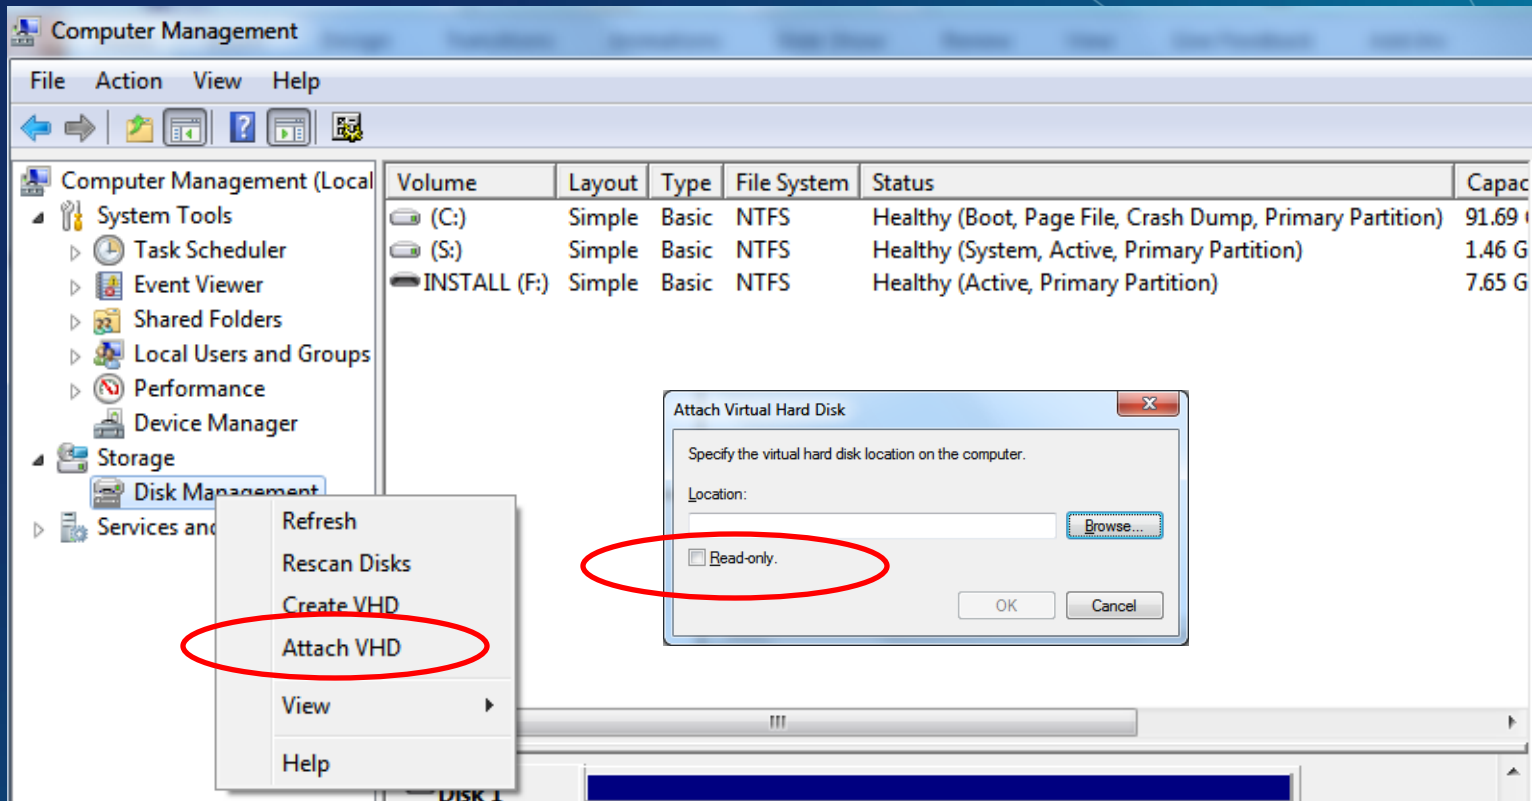 Computer Management
File Action View Help
Computer Management (Local
System Tools
Task Scheduler
Event Viewer
Shared Folders
Local Users and Groups
Performance
Device Manager
Storage
Disk Management
Services and
Volume Layout Type File System Status Capac
(C:) Simple Basic NTFS Healthy (Boot, Page File, Crash Dump, Primary Partition) 91.69
(S:) Simple Basic NTFS Healthy (System, Active, Primary Partition) 1.46 G
INSTALL (F:) Simple Basic NTFS Healthy (Active, Primary Partition) 7.65 G
Attach Virtual Hard Disk
Specify the virtual hard disk location on the computer.
Location:
Browse...
Read-only.
OK Cancel
Refresh
Rescan Disks
Create VHD
Attach VHD
View
Help
Disk 1